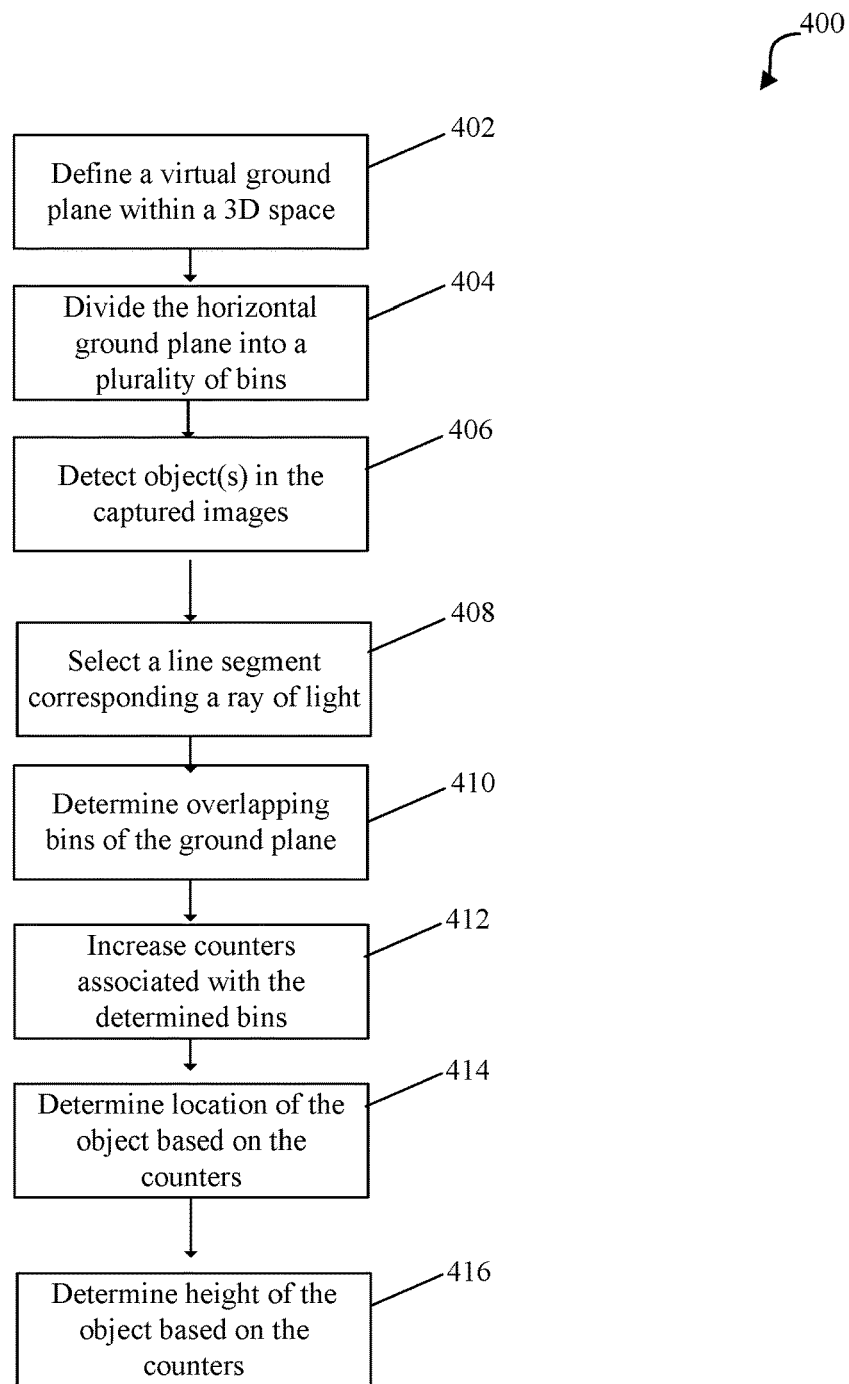 400
402
Define a virtual ground
plane within a 3D space
404
Divide the horizontal
ground plane into a
plurality of bins
406
Detect object(s) in the
captured images
408
Select a line segment
corresponding a ray of light
410
Determine overlapping
bins of the ground plane
412
Increase counters
associated with the
determined bins
414
Determine location of the
object based on the
counters
416
Determine height of the
object based on the
counters